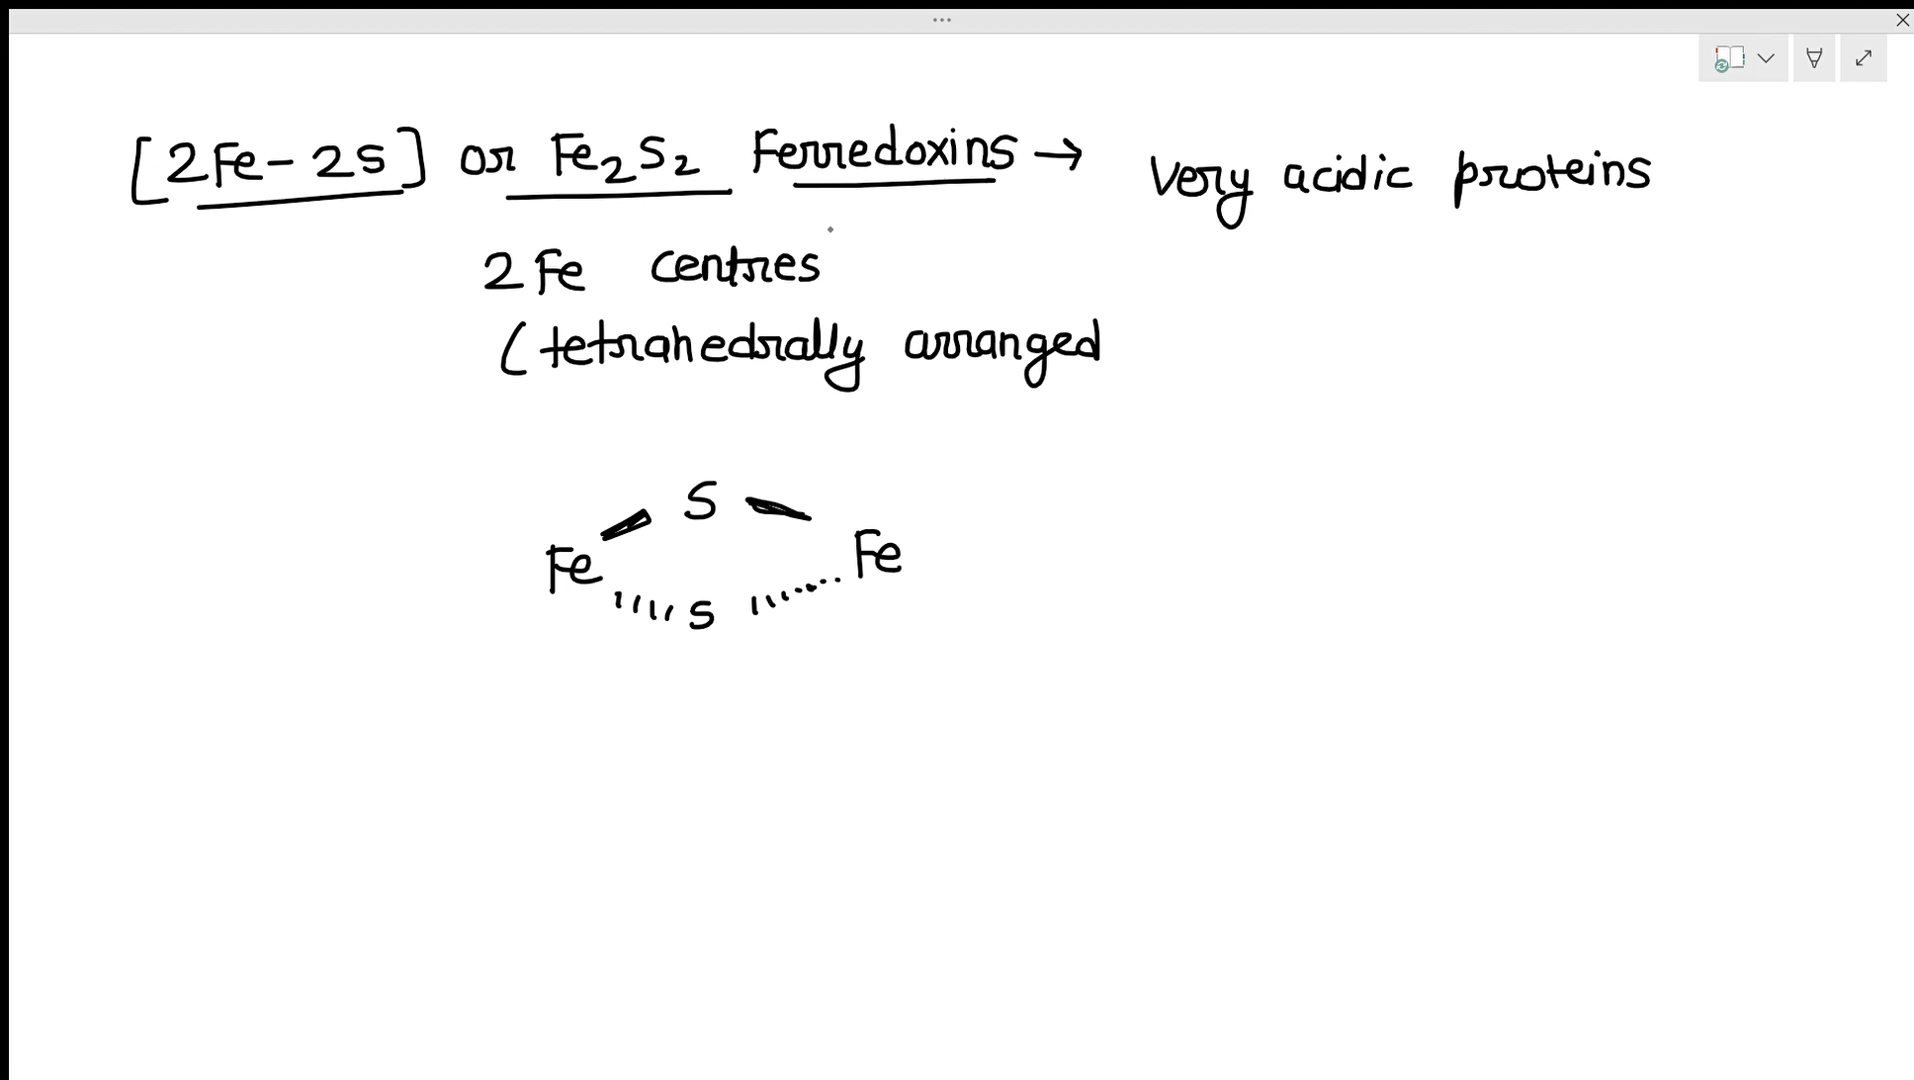 [2Fe-2S] or Fe₂S₂ Ferredoxins → Very acidic proteins
2Fe centres
(tetrahedrally arranged
S
Fe Fe
S